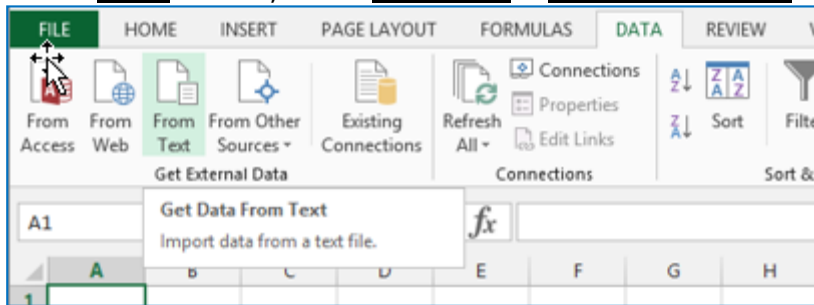 FILE HOME INSERT PAGE LAYOUT FORMULAS DATA REVIEW
From Access From Web From Text From Other Sources Existing Connections Refresh All Connections Properties Edit Links Sort Filte
Get External Data Connections Sort &
A1 fx
Get Data From Text
Import data from a text file.
A B C D E F G H
1